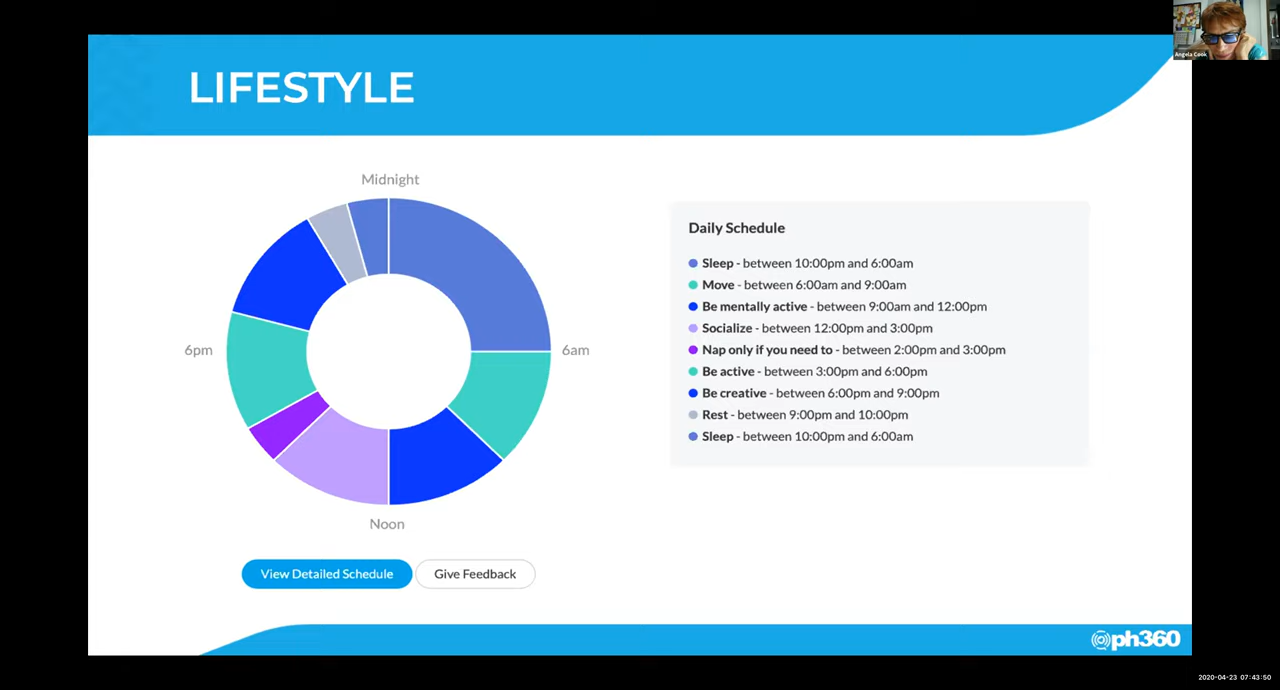 Angela Cook
LIFESTYLE
Midnight
6pm
6am
Noon
Daily Schedule
Sleep - between 10:00pm and 6:00am
Move - between 6:00am and 9:00am
Be mentally active - between 9:00am and 12:00pm
Socialize - between 12:00pm and 3:00pm
Nap only if you need to - between 2:00pm and 3:00pm
Be active - between 3:00pm and 6:00pm
Be creative - between 6:00pm and 9:00pm
Rest - between 9:00pm and 10:00pm
Sleep - between 10:00pm and 6:00am
View Detailed Schedule
Give Feedback
ph360
2020-04-23 07:43:50